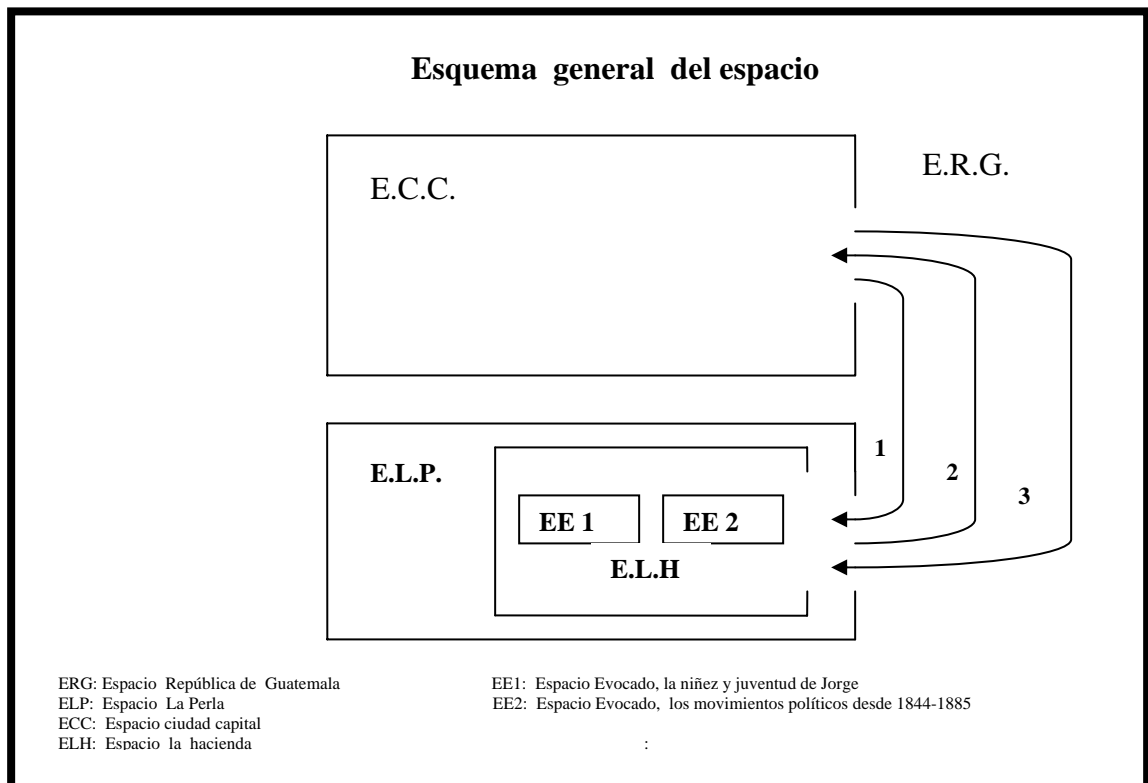 Esquema general del espacio
E.R.G.
E.C.C.
1
2
3
E.L.P.
EE 1
EE 2
E.L.H
ERG: Espacio República de Guatemala
ELP: Espacio La Perla
ECC: Espacio ciudad capital
ELH: Espacio la hacienda
EE1: Espacio Evocado, la niñez y juventud de Jorge
EE2: Espacio Evocado, los movimientos políticos desde 1844-1885
: